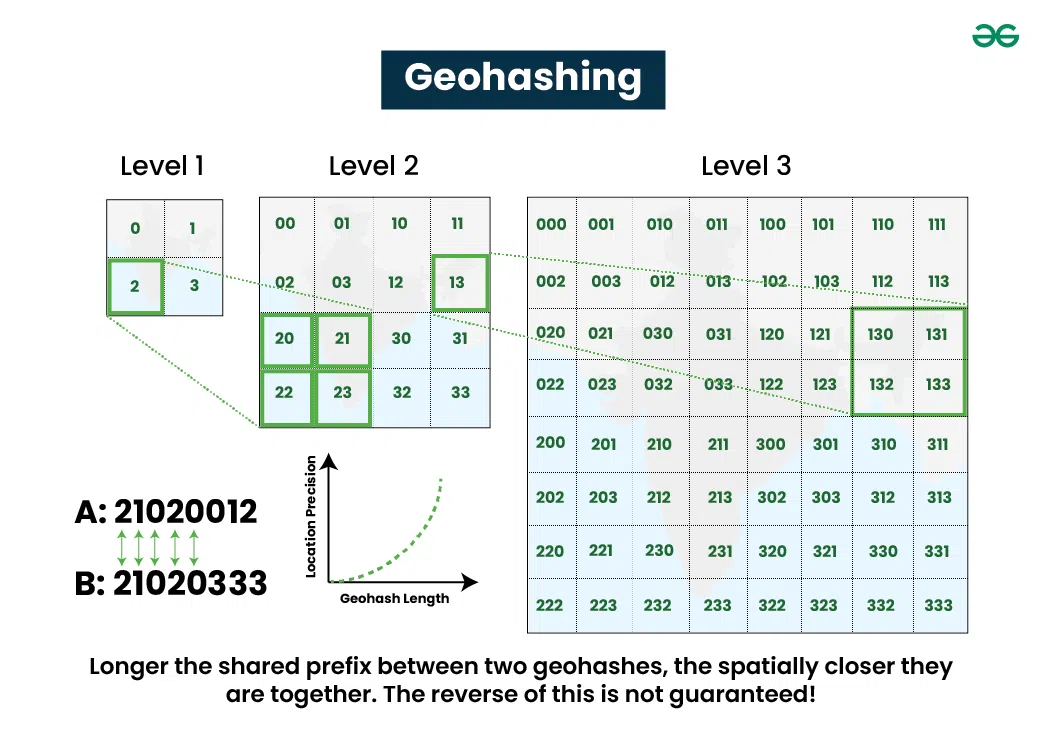 Geohashing
Level 1
0 1
2 3
Level 2
00 01 10 11
02 03 12 13
20 21 30 31
22 23 32 33
Level 3
000 001 010 011 100 101 110 111
002 003 012 013 102 103 112 113
020 021 030 031 120 121 130 131
022 023 032 033 122 123 132 133
200 201 210 211 300 301 310 311
202 203 212 213 302 303 312 313
220 221 230 231 320 321 330 331
222 223 232 233 322 323 332 333
A: 21020012
B: 21020333
Location Precision
Geohash Length
Longer the shared prefix between two geohashes, the spatially closer they
are together. The reverse of this is not guaranteed!